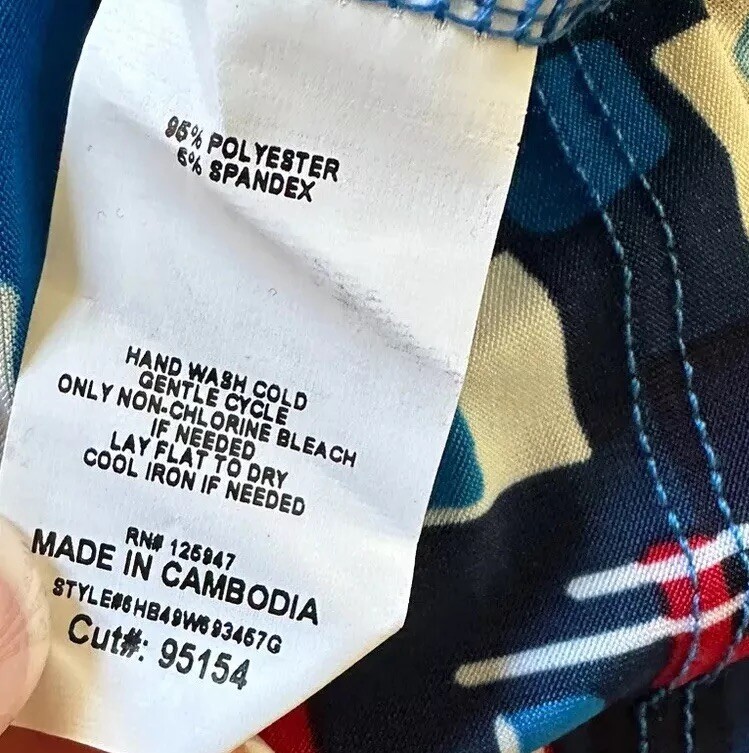 95% POLYESTER
5% SPANDEX
HAND WASH COLD
GENTLE CYCLE
ONLY NON-CHLORINE BLEACH
IF NEEDED
LAY FLAT TO DRY
COOL IRON IF NEEDED
RN# 125947
MADE IN CAMBODIA
STYLE#6HB49W693457G
Cut#: 95154